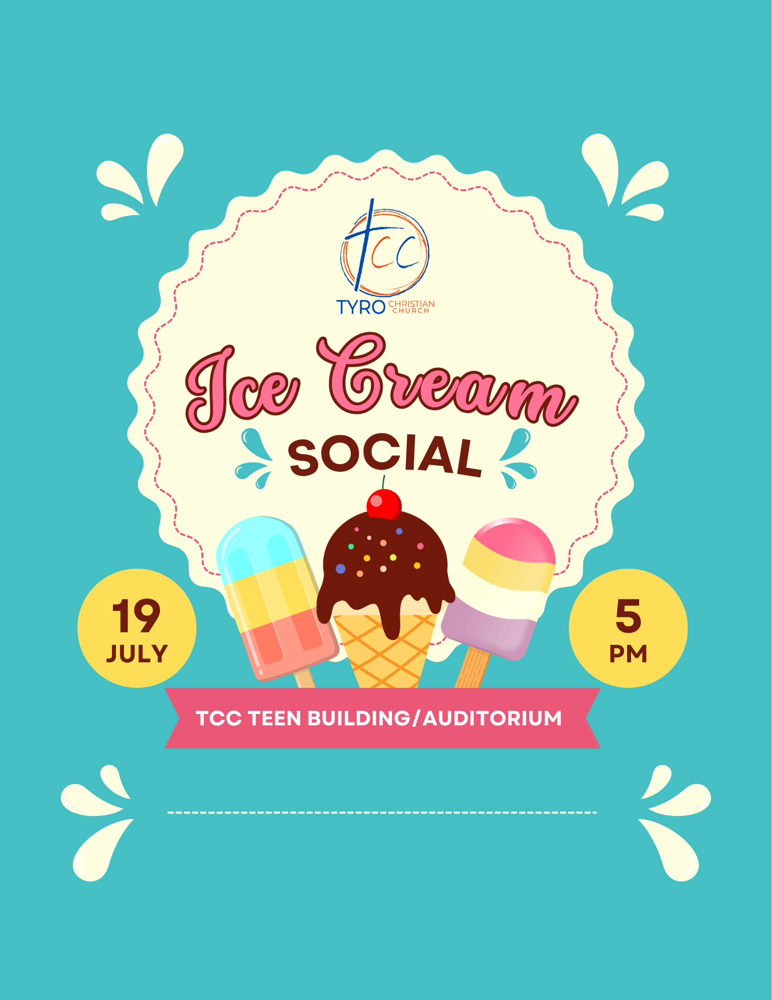 tcc
TYRO CHRISTIAN CHURCH
Ice Cream
SOCIAL
19
JULY
5
PM
TCC TEEN BUILDING/AUDITORIUM